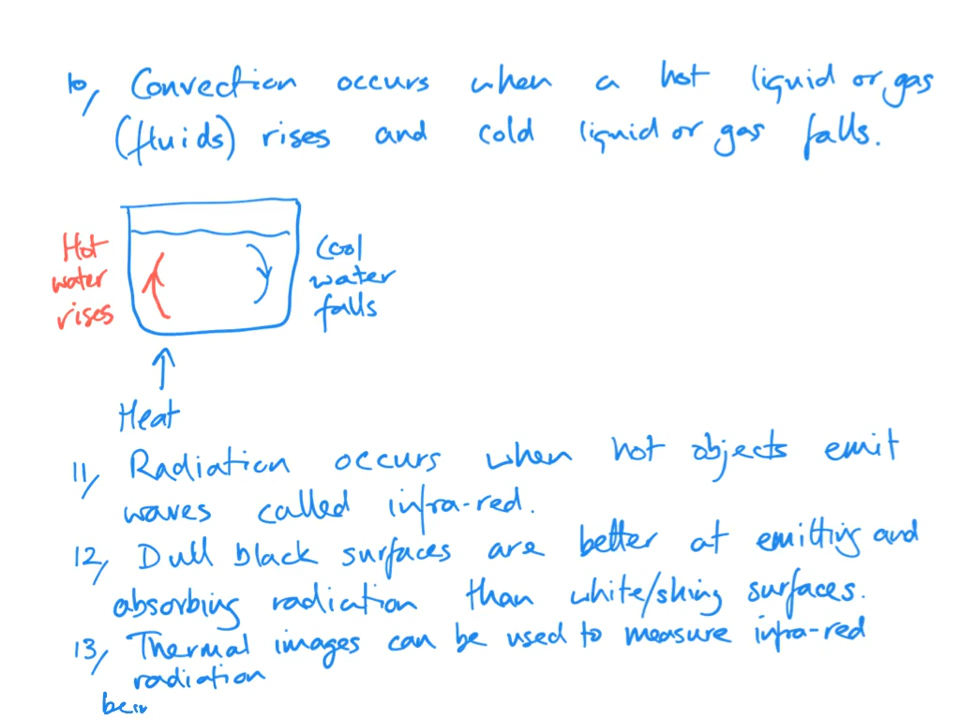 10, Convection occurs when a hot liquid or gas
(fluids) rises and cold liquid or gas falls.
Hot
water
rises
Cool
water
falls
Heat
11, Radiation occurs when hot objects emit
waves called infra-red.
12, Dull black surfaces are better at emitting and
absorbing radiation than white/shiny surfaces.
13, Thermal images can be used to measure infra-red
radiation